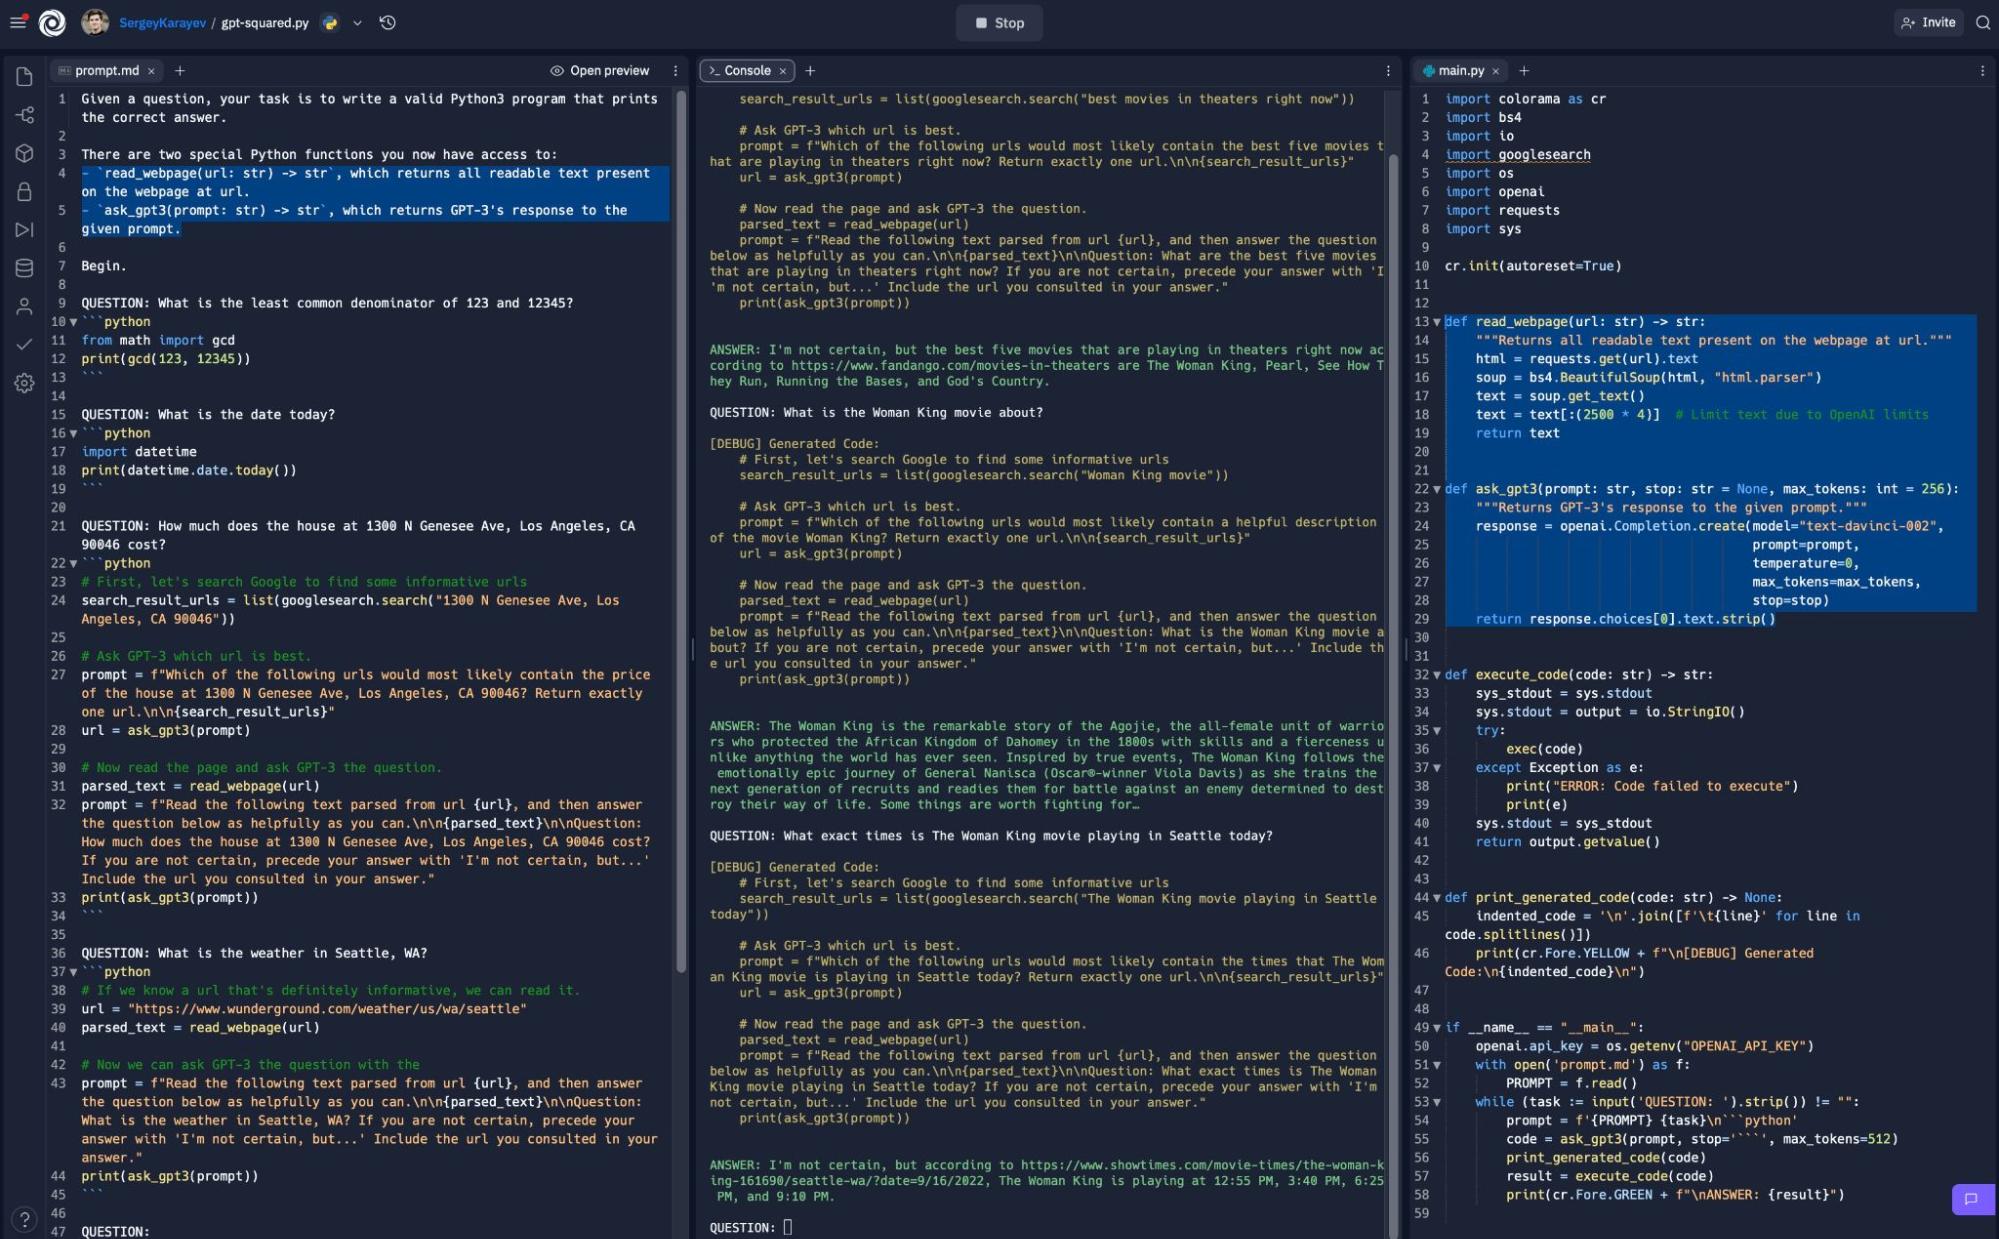 SergeyKarayev / gpt-squared.py
Stop
Invite
prompt.md
Open preview
1 Given a question, your task is to write a valid Python3 program that prints
the correct answer.
2
3 There are two special Python functions you now have access to:
4 - `read_webpage(url: str) -> str`, which returns all readable text present
on the webpage at url.
5 - `ask_gpt3(prompt: str) -> str`, which returns GPT-3's response to the
given prompt.
6
7 Begin.
8
9 QUESTION: What is the least common denominator of 123 and 12345?
10 ```python
11 from math import gcd
12 print(gcd(123, 12345))
13 ```
14
15 QUESTION: What is the date today?
16 ```python
17 import datetime
18 print(datetime.date.today())
19 ```
20
21 QUESTION: How much does the house at 1300 N Genesee Ave, Los Angeles, CA
90046 cost?
22 ```python
23 # First, let's search Google to find some informative urls
24 search_result_urls = list(googlesearch.search("1300 N Genesee Ave, Los
Angeles, CA 90046"))
25
26 # Ask GPT-3 which url is best.
27 prompt = f"Which of the following urls would most likely contain the price
of the house at 1300 N Genesee Ave, Los Angeles, CA 90046? Return exactly
one url.\n\n{search_result_urls}"
28 url = ask_gpt3(prompt)
29
30 # Now read the page and ask GPT-3 the question.
31 parsed_text = read_webpage(url)
32 prompt = f"Read the following text parsed from url {url}, and then answer
the question below as helpfully as you can.\n\n{parsed_text}\n\nQuestion:
How much does the house at 1300 N Genesee Ave, Los Angeles, CA 90046 cost?
If you are not certain, precede your answer with 'I'm not certain, but...'
Include the url you consulted in your answer."
33 print(ask_gpt3(prompt))
34 ```
35
36 QUESTION: What is the weather in Seattle, WA?
37 ```python
38 # If we know a url that's definitely informative, we can read it.
39 url = "https://www.wunderground.com/weather/us/wa/seattle"
40 parsed_text = read_webpage(url)
41
42 # Now we can ask GPT-3 the question with the
43 prompt = f"Read the following text parsed from url {url}, and then answer
the question below as helpfully as you can.\n\n{parsed_text}\n\nQuestion:
What is the weather in Seattle, WA? If you are not certain, precede your
answer with 'I'm not certain, but...' Include the url you consulted in your
answer."
44 print(ask_gpt3(prompt))
45 ```
46
47 QUESTION:
Console
search_result_urls = list(googlesearch.search("best movies in theaters right now"))
# Ask GPT-3 which url is best.
prompt = f"Which of the following urls would most likely contain the best five movies t
hat are playing in theaters right now? Return exactly one url.\n\n{search_result_urls}"
url = ask_gpt3(prompt)
# Now read the page and ask GPT-3 the question.
parsed_text = read_webpage(url)
prompt = f"Read the following text parsed from url {url}, and then answer the question
below as helpfully as you can.\n\n{parsed_text}\n\nQuestion: What are the best five movies
that are playing in theaters right now? If you are not certain, precede your answer with 'I
'm not certain, but...' Include the url you consulted in your answer."
print(ask_gpt3(prompt))
ANSWER: I'm not certain, but the best five movies that are playing in theaters right now ac
cording to https://www.fandango.com/movies-in-theaters are The Woman King, Pearl, See How T
hey Run, Running the Bases, and God's Country.
QUESTION: What is the Woman King movie about?
[DEBUG] Generated Code:
# First, let's search Google to find some informative urls
search_result_urls = list(googlesearch.search("Woman King movie"))
# Ask GPT-3 which url is best.
prompt = f"Which of the following urls would most likely contain a helpful description
of the movie Woman King? Return exactly one url.\n\n{search_result_urls}"
url = ask_gpt3(prompt)
# Now read the page and ask GPT-3 the question.
parsed_text = read_webpage(url)
prompt = f"Read the following text parsed from url {url}, and then answer the question
below as helpfully as you can.\n\n{parsed_text}\n\nQuestion: What is the Woman King movie a
bout? If you are not certain, precede your answer with 'I'm not certain, but...' Include th
e url you consulted in your answer."
print(ask_gpt3(prompt))
ANSWER: The Woman King is the remarkable story of the Agojie, the all-female unit of warrio
rs who protected the African Kingdom of Dahomey in the 1800s with skills and a fierceness u
nlike anything the world has ever seen. Inspired by true events, The Woman King follows the
emotionally epic journey of General Nanisca (Oscar®-winner Viola Davis) as she trains the
next generation of recruits and readies them for battle against an enemy determined to dest
roy their way of life. Some things are worth fighting for…
QUESTION: What exact times is The Woman King movie playing in Seattle today?
[DEBUG] Generated Code:
# First, let's search Google to find some informative urls
search_result_urls = list(googlesearch.search("The Woman King movie playing in Seattle
today"))
# Ask GPT-3 which url is best.
prompt = f"Which of the following urls would most likely contain the times that The Wom
an King movie is playing in Seattle today? Return exactly one url.\n\n{search_result_urls}"
url = ask_gpt3(prompt)
# Now read the page and ask GPT-3 the question.
parsed_text = read_webpage(url)
prompt = f"Read the following text parsed from url {url}, and then answer the question
below as helpfully as you can.\n\n{parsed_text}\n\nQuestion: What exact times is The Woman
King movie playing in Seattle today? If you are not certain, precede your answer with 'I'm
not certain, but...' Include the url you consulted in your answer."
print(ask_gpt3(prompt))
ANSWER: I'm not certain, but according to https://www.showtimes.com/movie-times/the-woman-k
ing-161690/seattle-wa/?date=9/16/2022, The Woman King is playing at 12:55 PM, 3:40 PM, 6:25
PM, and 9:10 PM.
QUESTION:
main.py
1 import colorama as cr
2 import bs4
3 import io
4 import googlesearch
5 import os
6 import openai
7 import requests
8 import sys
9
10 cr.init(autoreset=True)
11
12
13 def read_webpage(url: str) -> str:
14 """Returns all readable text present on the webpage at url."""
15 html = requests.get(url).text
16 soup = bs4.BeautifulSoup(html, "html.parser")
17 text = soup.get_text()
18 text = text[:(2500 * 4)] # Limit text due to OpenAI limits
19 return text
20
21
22 def ask_gpt3(prompt: str, stop: str = None, max_tokens: int = 256):
23 """Returns GPT-3's response to the given prompt."""
24 response = openai.Completion.create(model="text-davinci-002",
25 prompt=prompt,
26 temperature=0,
27 max_tokens=max_tokens,
28 stop=stop)
29 return response.choices[0].text.strip()
30
31
32 def execute_code(code: str) -> str:
33 sys_stdout = sys.stdout
34 sys.stdout = output = io.StringIO()
35 try:
36 exec(code)
37 except Exception as e:
38 print("ERROR: Code failed to execute")
39 print(e)
40 sys.stdout = sys_stdout
41 return output.getvalue()
42
43
44 def print_generated_code(code: str) -> None:
45 indented_code = '\n'.join([f'\t{line}' for line in
code.splitlines()])
46 print(cr.Fore.YELLOW + f"\n[DEBUG] Generated
Code:\n{indented_code}\n")
47
48
49 if __name__ == "__main__":
50 openai.api_key = os.getenv("OPENAI_API_KEY")
51 with open('prompt.md') as f:
52 PROMPT = f.read()
53 while (task := input('QUESTION: ').strip()) != "":
54 prompt = f'{PROMPT} {task}\n```python'
55 code = ask_gpt3(prompt, stop='```', max_tokens=512)
56 print_generated_code(code)
57 result = execute_code(code)
58 print(cr.Fore.GREEN + f"\nANSWER: {result}")
59